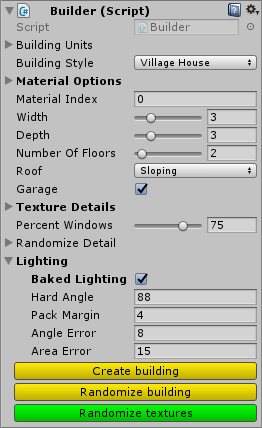 Builder (Script)
Script Builder
Building Units
Building Style Village House
Material Options
Material Index 0
Width 3
Depth 3
Number Of Floors 2
Roof Sloping
Garage
Texture Details
Percent Windows 75
Randomize Detail
Lighting
Baked Lighting
Hard Angle 88
Pack Margin 4
Angle Error 8
Area Error 15
Create building
Randomize building
Randomize textures